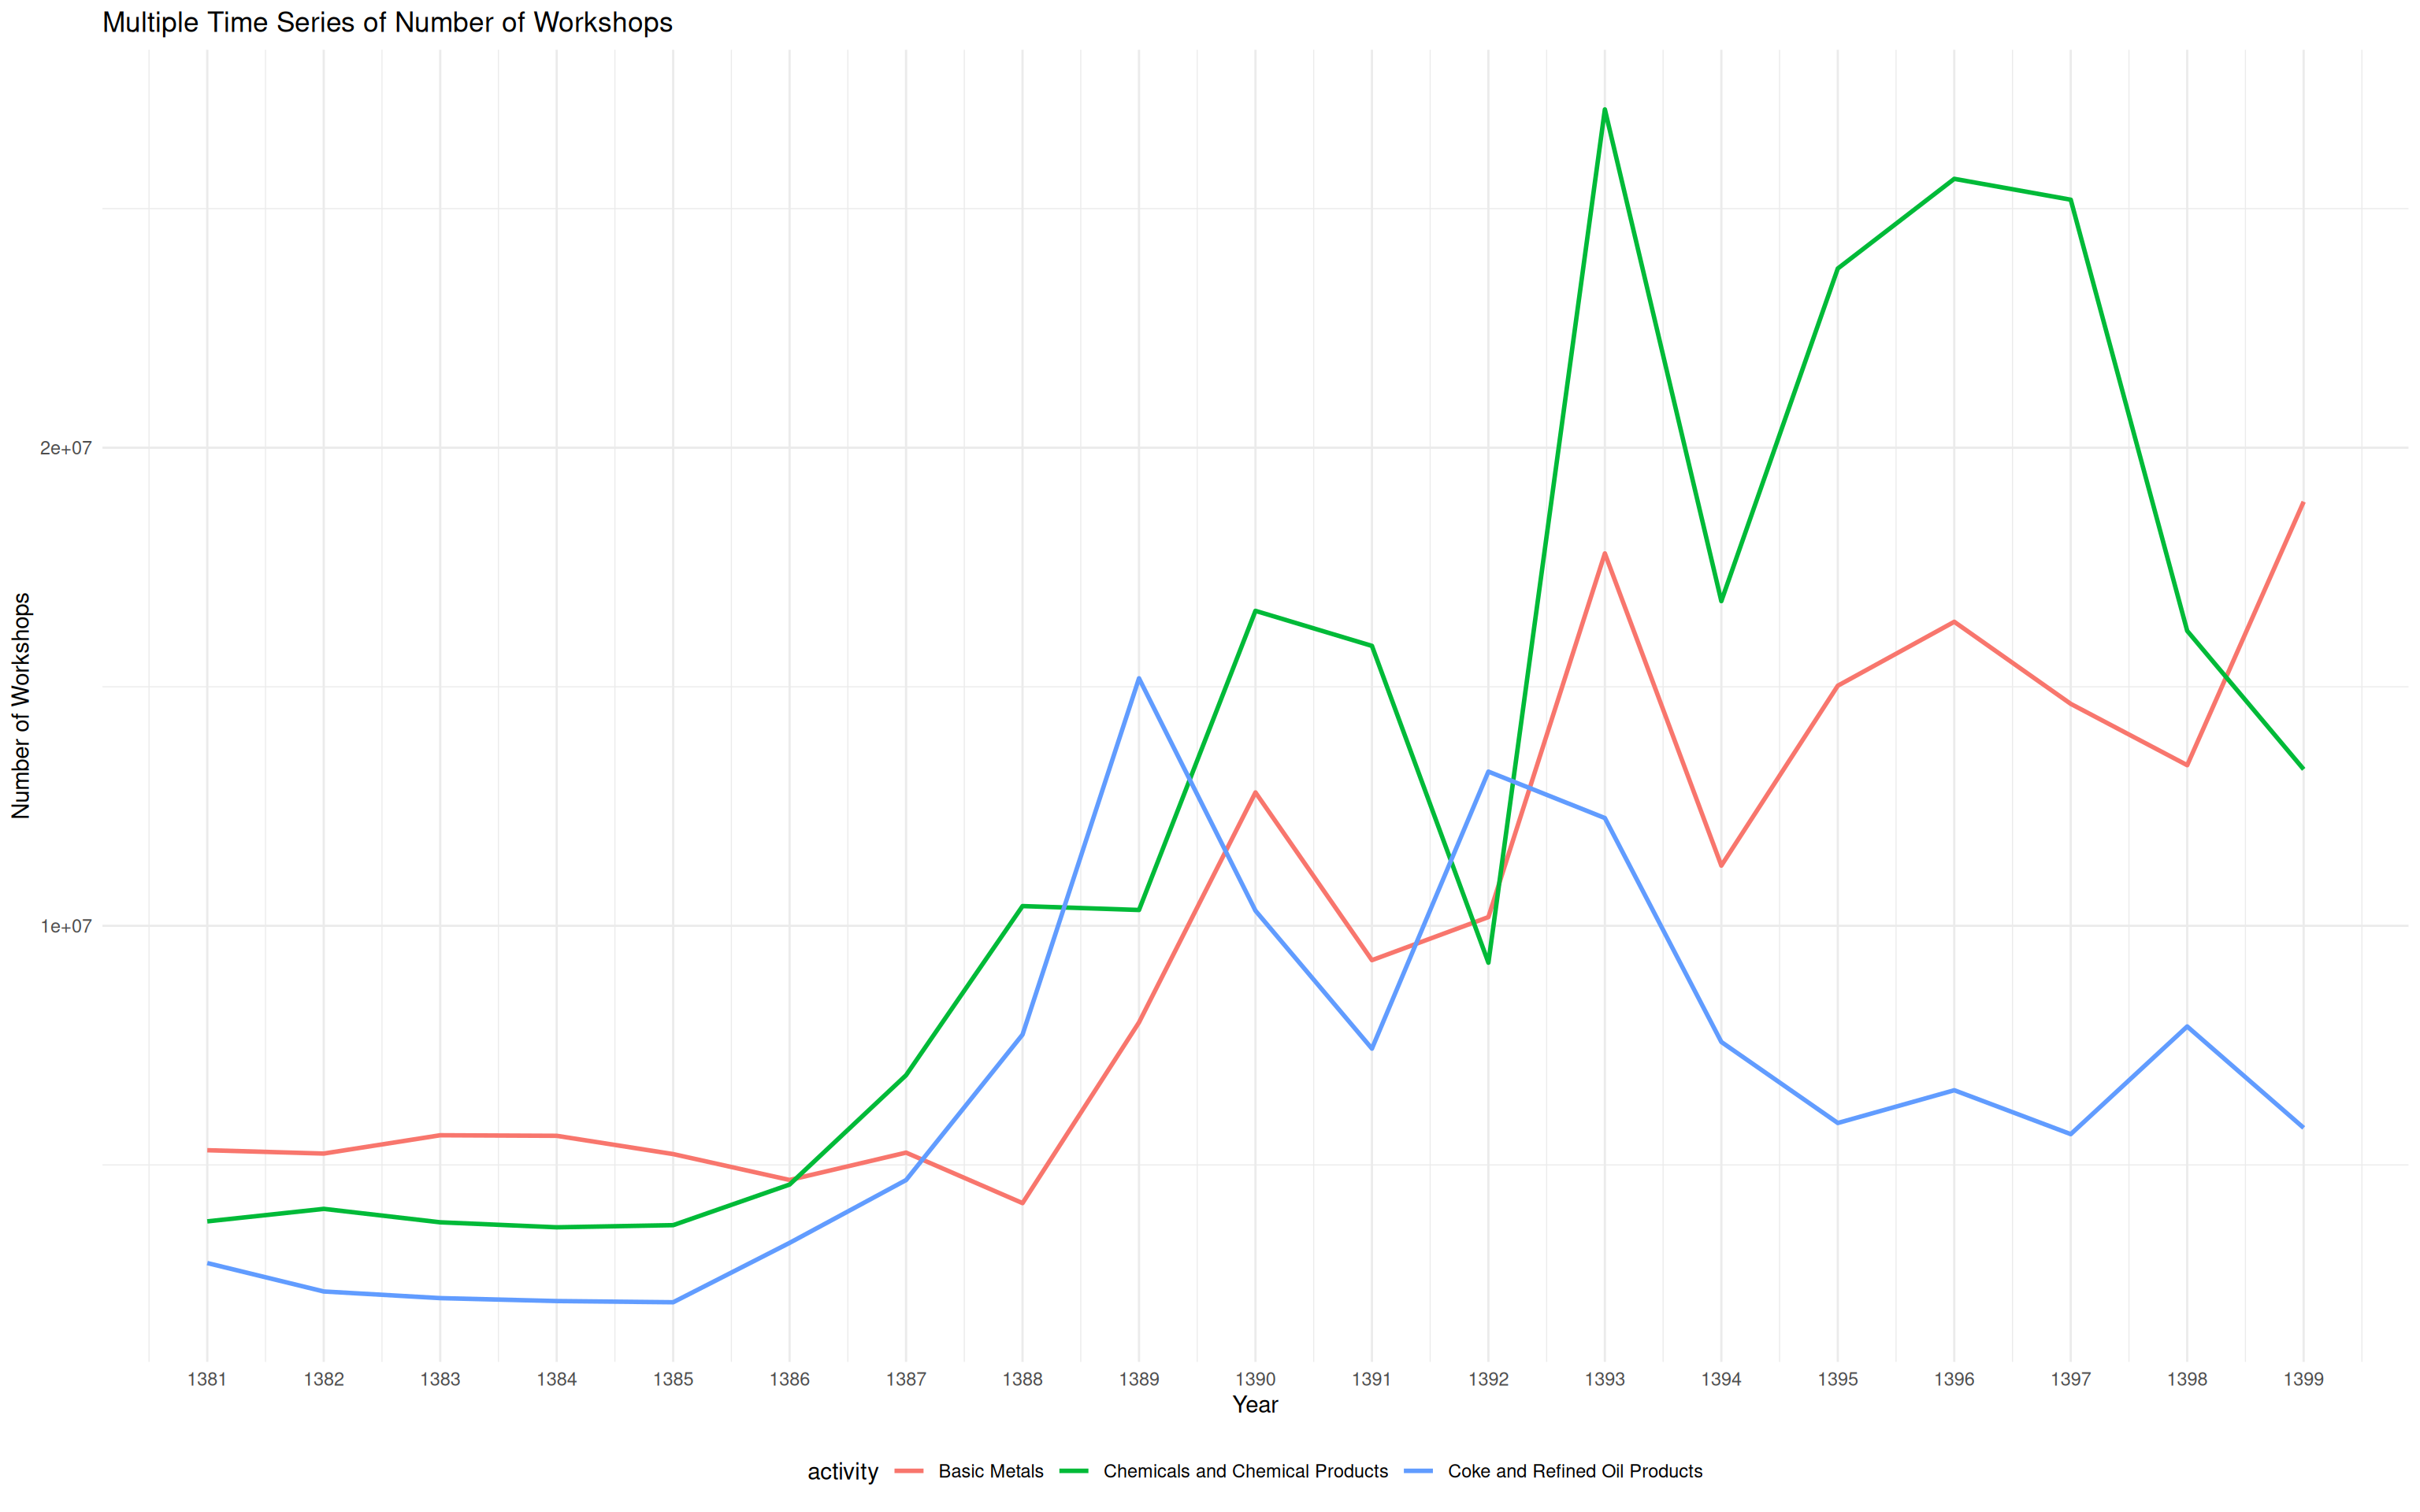 Multiple Time Series of Number of Workshops
Number of Workshops
2e+07
1e+07
1381 1382 1383 1384 1385 1386 1387 1388 1389 1390 1391 1392 1393 1394 1395 1396 1397 1398 1399
Year
activity Basic Metals Chemicals and Chemical Products Coke and Refined Oil Products